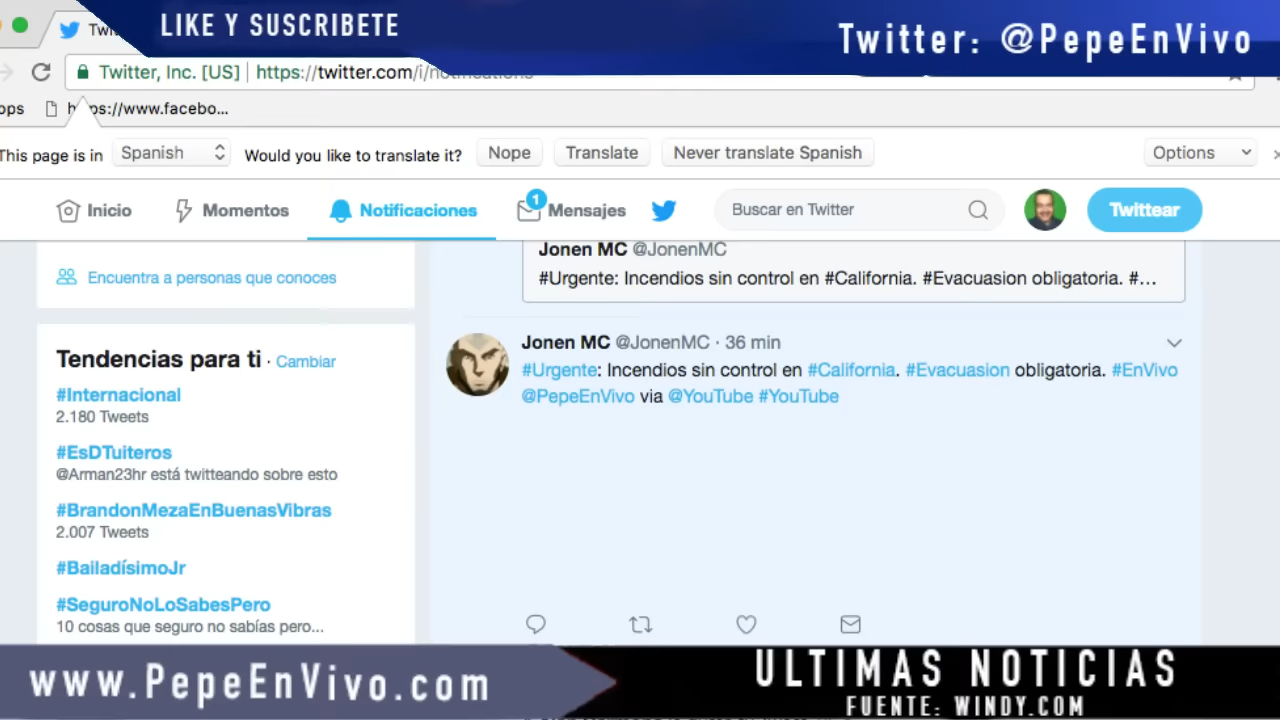 LIKE Y SUSCRIBETE
Twitter: @PepeEnVivo
Twitter, Inc. [US] https://twitter.com/i/notifications
https://www.facebo...
This page is in Spanish Would you like to translate it? Nope Translate Never translate Spanish Options
Inicio Momentos Notificaciones 1 Mensajes Buscar en Twitter Twittear
Encuentra a personas que conoces
Tendencias para ti · Cambiar
#Internacional
2.180 Tweets
#EsDTuiteros
@Arman23hr está twitteando sobre esto
#BrandonMezaEnBuenasVibras
2.007 Tweets
#BailadísimoJr
#SeguroNoLoSabesPero
10 cosas que seguro no sabías pero...
Jonen MC @JonenMC
#Urgente: Incendios sin control en #California. #Evacuasion obligatoria. #...
Jonen MC @JonenMC · 36 min
#Urgente: Incendios sin control en #California. #Evacuasion obligatoria. #EnVivo
@PepeEnVivo via @YouTube #YouTube
www.PepeEnVivo.com
ULTIMAS NOTICIAS
FUENTE: WINDY.COM